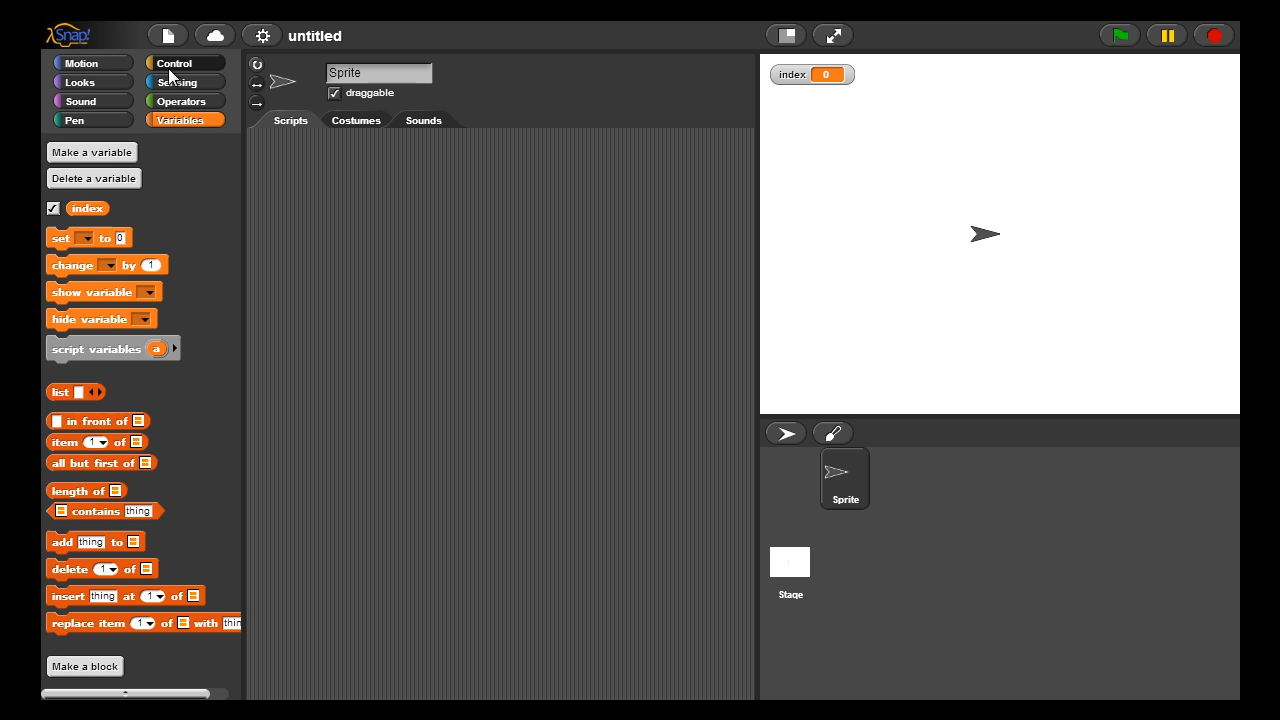 λSnap!
untitled
Motion
Control
Looks
Sensing
Sound
Operators
Pen
Variables
Make a variable
Delete a variable
index
set to 0
change by 1
show variable
hide variable
script variables a
list
in front of
item 1 of
all but first of
length of
contains thing
add thing to
delete 1 of
insert thing at 1 of
replace item 1 of with thin
Make a block
Sprite
draggable
Scripts
Costumes
Sounds
index 0
Sprite
Stage